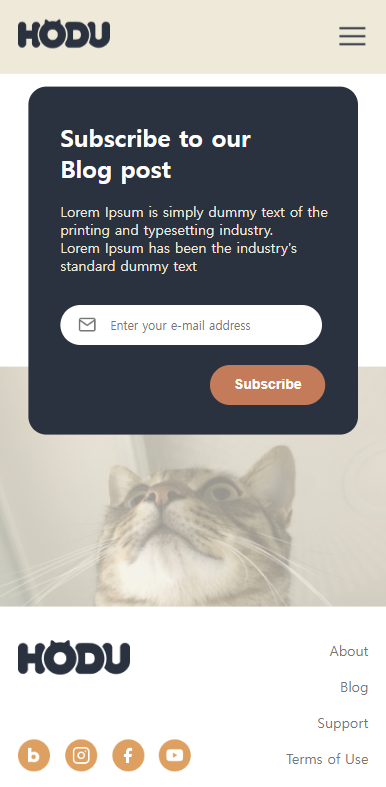 HODU
Subscribe to our
Blog post
Lorem Ipsum is simply dummy text of the
printing and typesetting industry.
Lorem Ipsum has been the industry's
standard dummy text
Enter your e-mail address
Subscribe
HODU
About
Blog
Support
Terms of Use